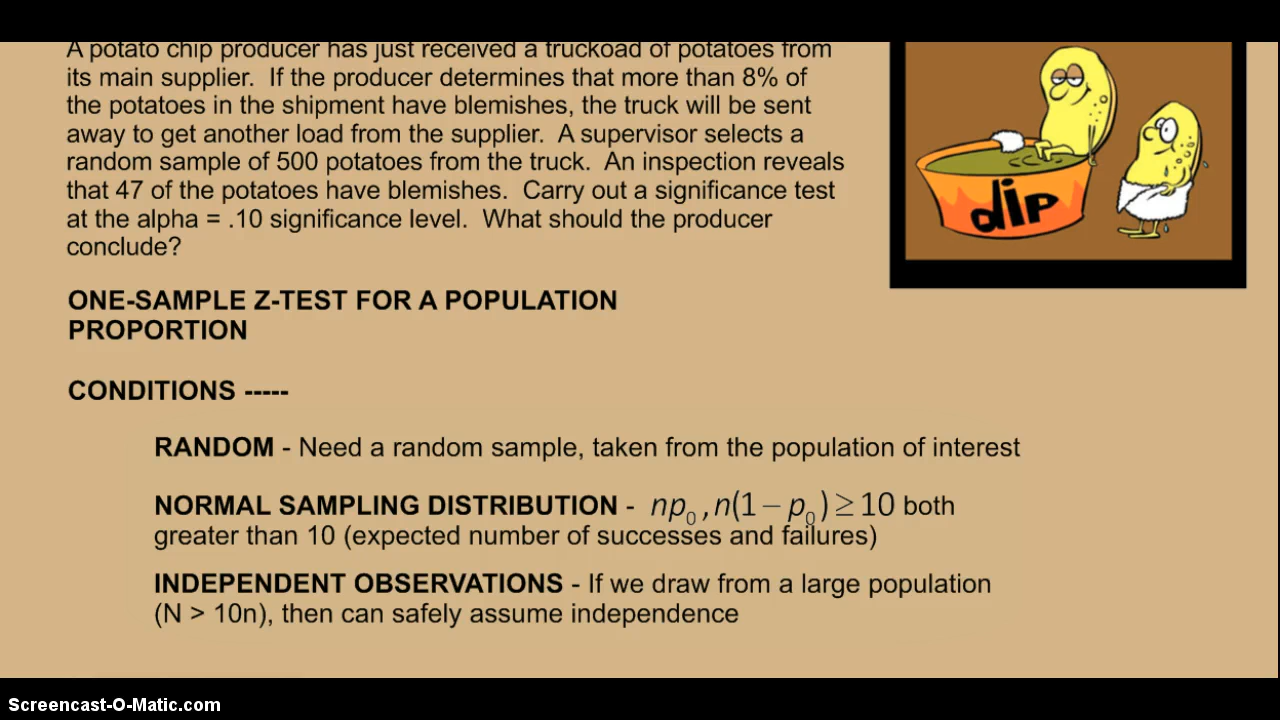 A potato chip producer has just received a truckoad of potatoes from
its main supplier. If the producer determines that more than 8% of
the potatoes in the shipment have blemishes, the truck will be sent
away to get another load from the supplier. A supervisor selects a
random sample of 500 potatoes from the truck. An inspection reveals
that 47 of the potatoes have blemishes. Carry out a significance test
at the alpha = .10 significance level. What should the producer
conclude?
dip
ONE-SAMPLE Z-TEST FOR A POPULATION
PROPORTION
CONDITIONS -----
RANDOM - Need a random sample, taken from the population of interest
NORMAL SAMPLING DISTRIBUTION - np₀, n(1 − p₀) ≥ 10 both
greater than 10 (expected number of successes and failures)
INDEPENDENT OBSERVATIONS - If we draw from a large population
(N > 10n), then can safely assume independence
Screencast-O-Matic.com